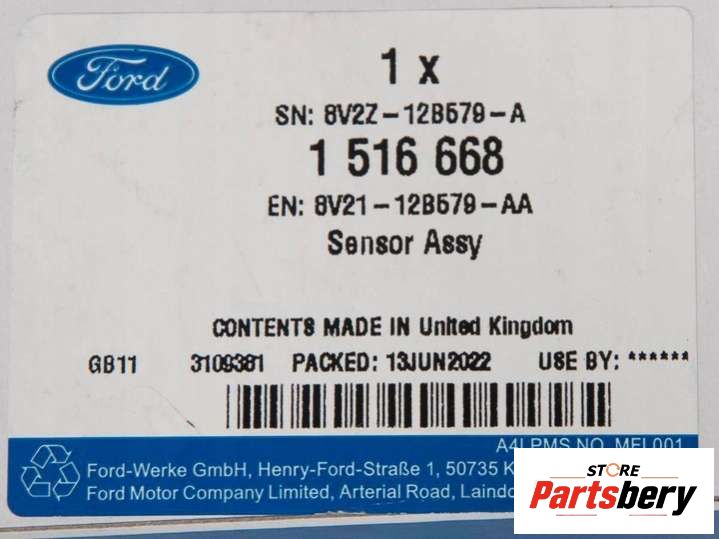 Ford
1 x
SN: 8V2Z-12B579-A
1 516 668
EN: 8V21-12B579-AA
Sensor Assy
CONTENTS MADE IN United Kingdom
GB11 3109381 PACKED: 13JUN2022 USE BY: ******
A4LPMS NO. MEL001
Ford-Werke GmbH, Henry-Ford-Straße 1, 50735 K
Ford Motor Company Limited, Arterial Road, Laindo
STORE
Partsbery